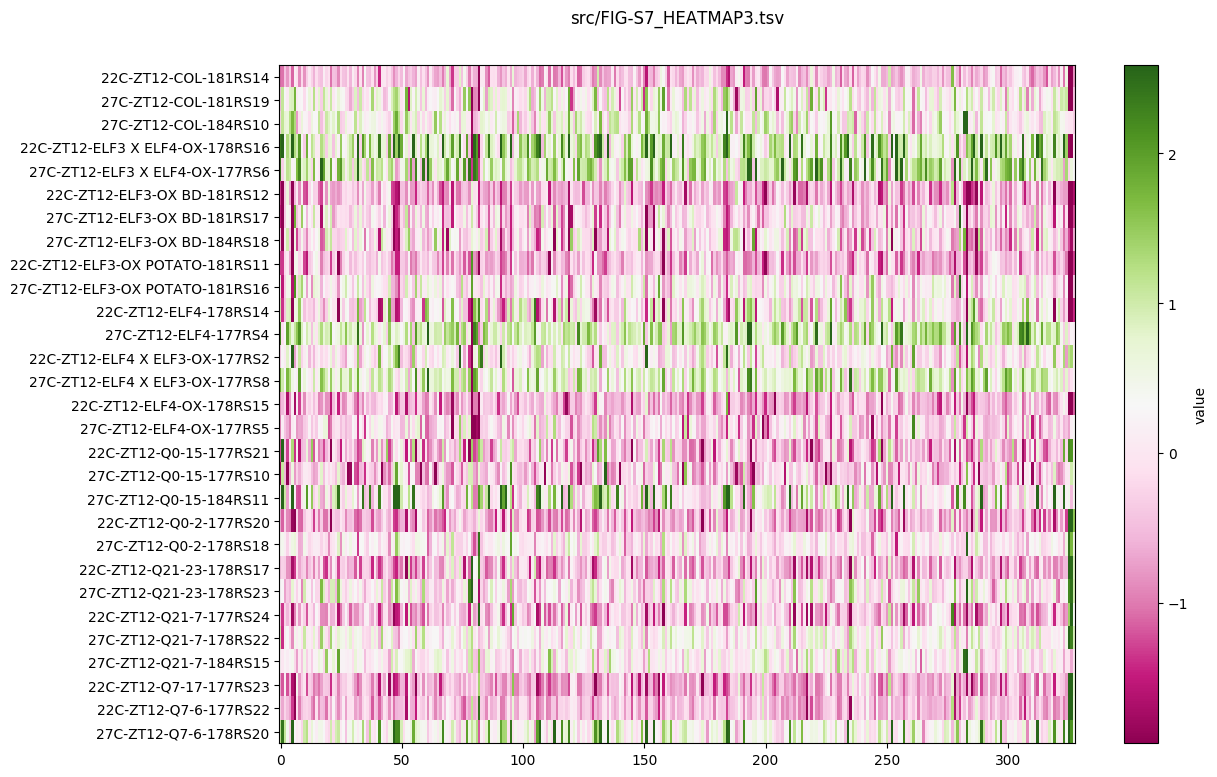 src/FIG-S7_HEATMAP3.tsv
22C-ZT12-COL-181RS14
27C-ZT12-COL-181RS19
27C-ZT12-COL-184RS10
22C-ZT12-ELF3 X ELF4-OX-178RS16
27C-ZT12-ELF3 X ELF4-OX-177RS6
22C-ZT12-ELF3-OX BD-181RS12
27C-ZT12-ELF3-OX BD-181RS17
27C-ZT12-ELF3-OX BD-184RS18
22C-ZT12-ELF3-OX POTATO-181RS11
27C-ZT12-ELF3-OX POTATO-181RS16
22C-ZT12-ELF4-178RS14
27C-ZT12-ELF4-177RS4
22C-ZT12-ELF4 X ELF3-OX-177RS2
27C-ZT12-ELF4 X ELF3-OX-177RS8
22C-ZT12-ELF4-OX-178RS15
27C-ZT12-ELF4-OX-177RS5
22C-ZT12-Q0-15-177RS21
27C-ZT12-Q0-15-177RS10
27C-ZT12-Q0-15-184RS11
22C-ZT12-Q0-2-177RS20
27C-ZT12-Q0-2-178RS18
22C-ZT12-Q21-23-178RS17
27C-ZT12-Q21-23-178RS23
22C-ZT12-Q21-7-177RS24
27C-ZT12-Q21-7-178RS22
27C-ZT12-Q21-7-184RS15
22C-ZT12-Q7-17-177RS23
22C-ZT12-Q7-6-177RS22
27C-ZT12-Q7-6-178RS20
0 50 100 150 200 250 300
2
1
0
−1
value